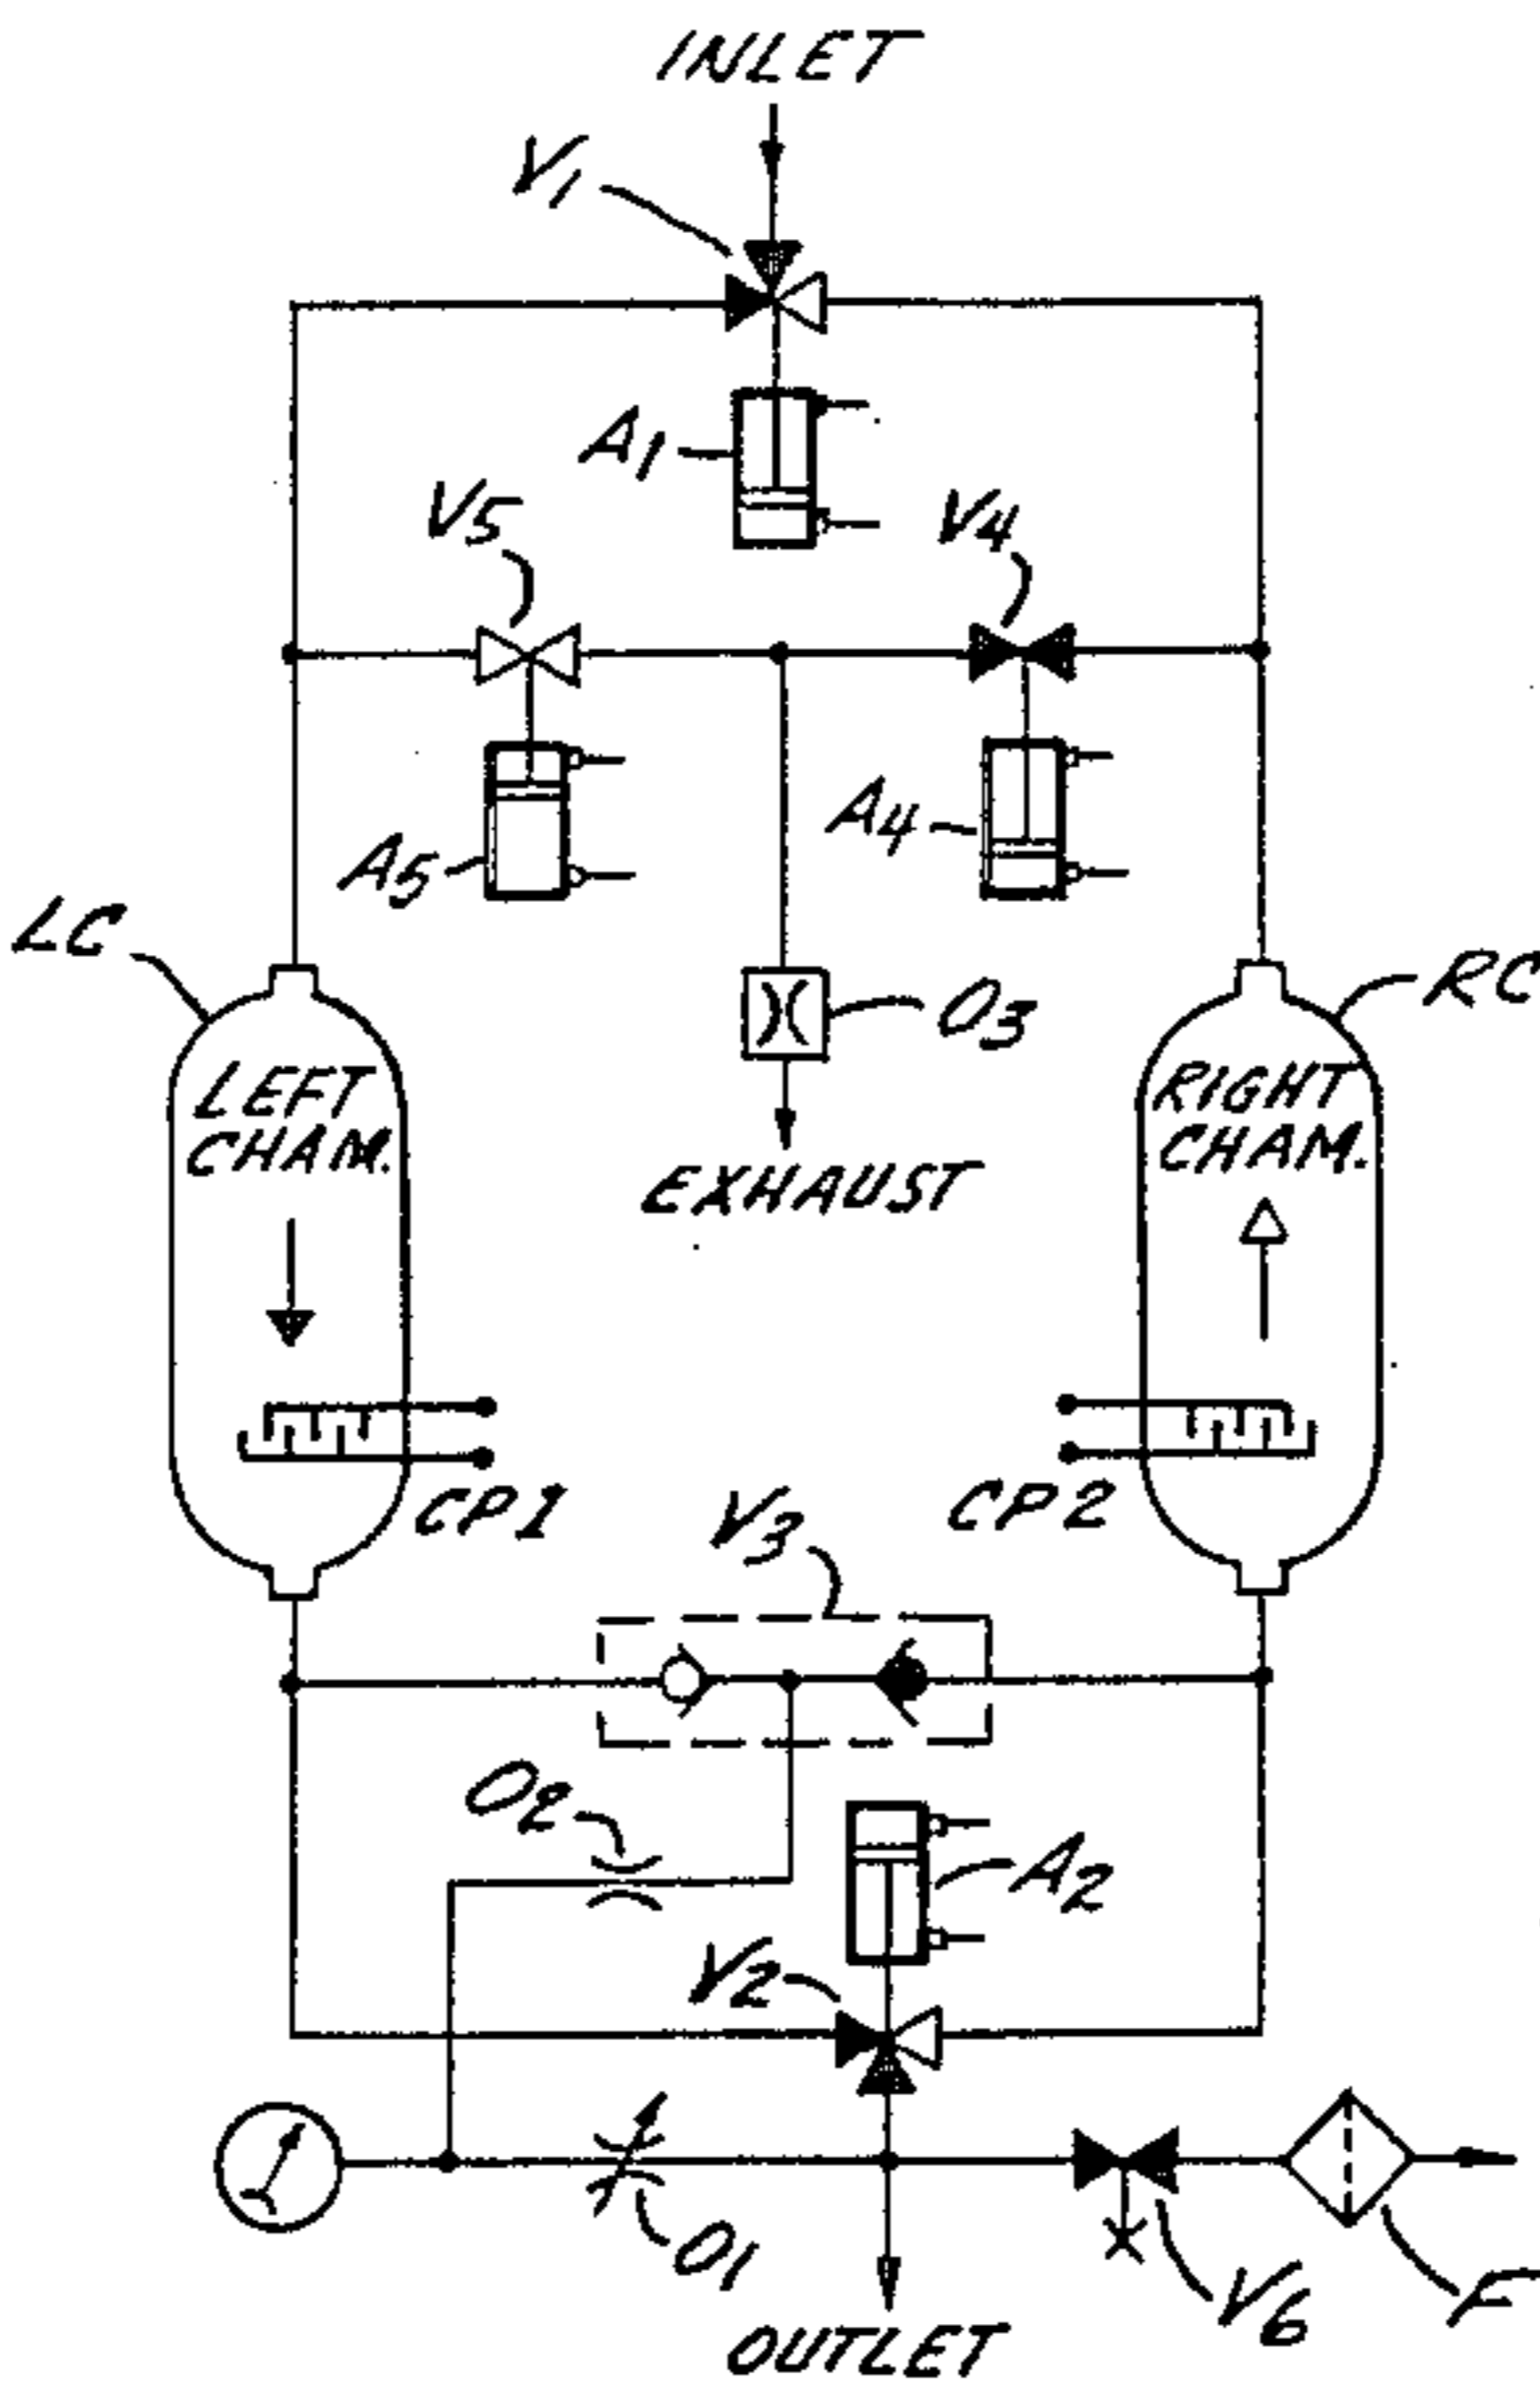 INLET
V1
A1
V5
V4
A5
A4
LC
RC
O3
LEFT
CHAM.
RIGHT
CHAM.
EXHAUST
CP1
CP2
V3
O2
A2
V2
O1
V6
F
OUTLET